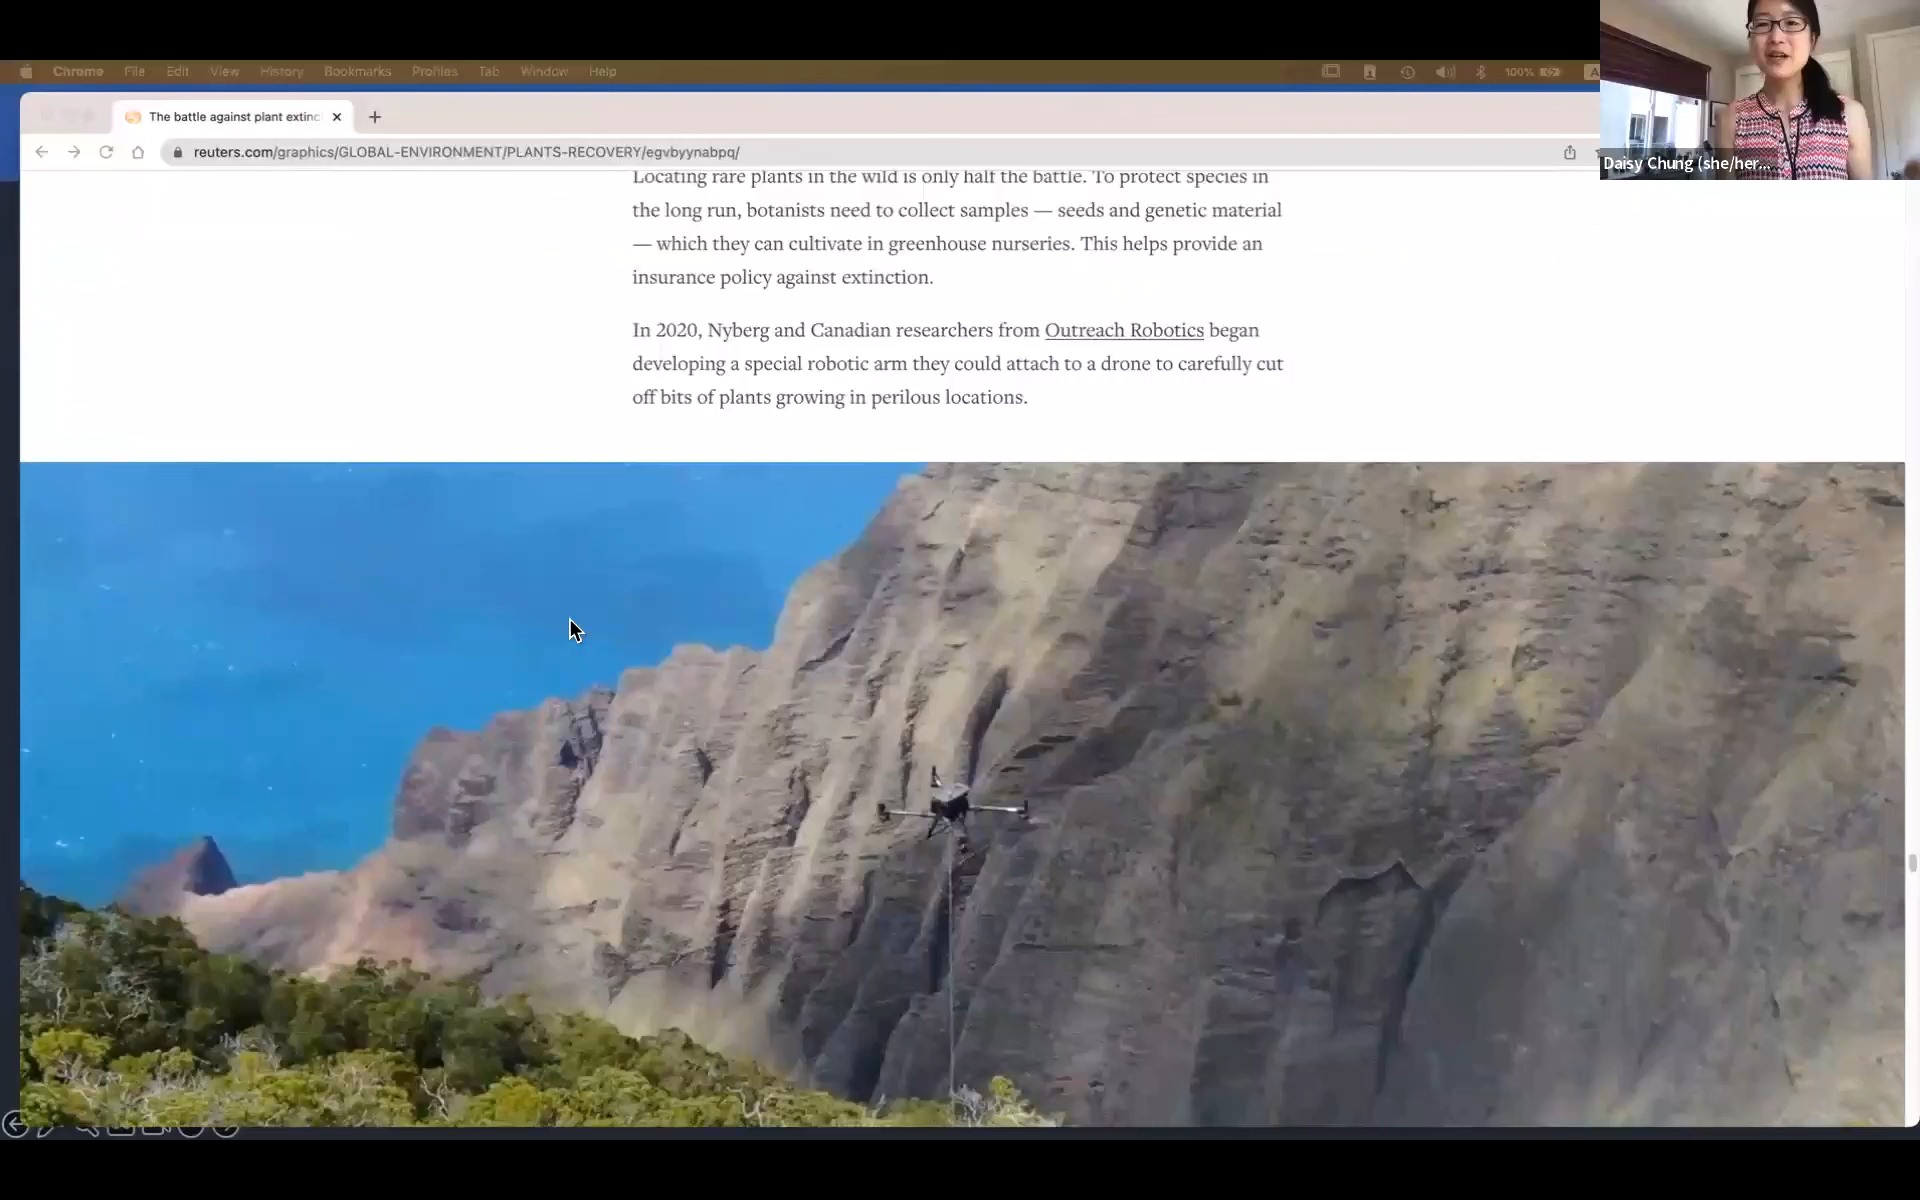 Chrome File Edit View History Bookmarks Profiles Tab Window Help
100%
The battle against plant extinc
reuters.com/graphics/GLOBAL-ENVIRONMENT/PLANTS-RECOVERY/egvbyynabpq/
Daisy Chung (she/her...
Locating rare plants in the wild is only half the battle. To protect species in
the long run, botanists need to collect samples — seeds and genetic material
— which they can cultivate in greenhouse nurseries. This helps provide an
insurance policy against extinction.
In 2020, Nyberg and Canadian researchers from Outreach Robotics began
developing a special robotic arm they could attach to a drone to carefully cut
off bits of plants growing in perilous locations.